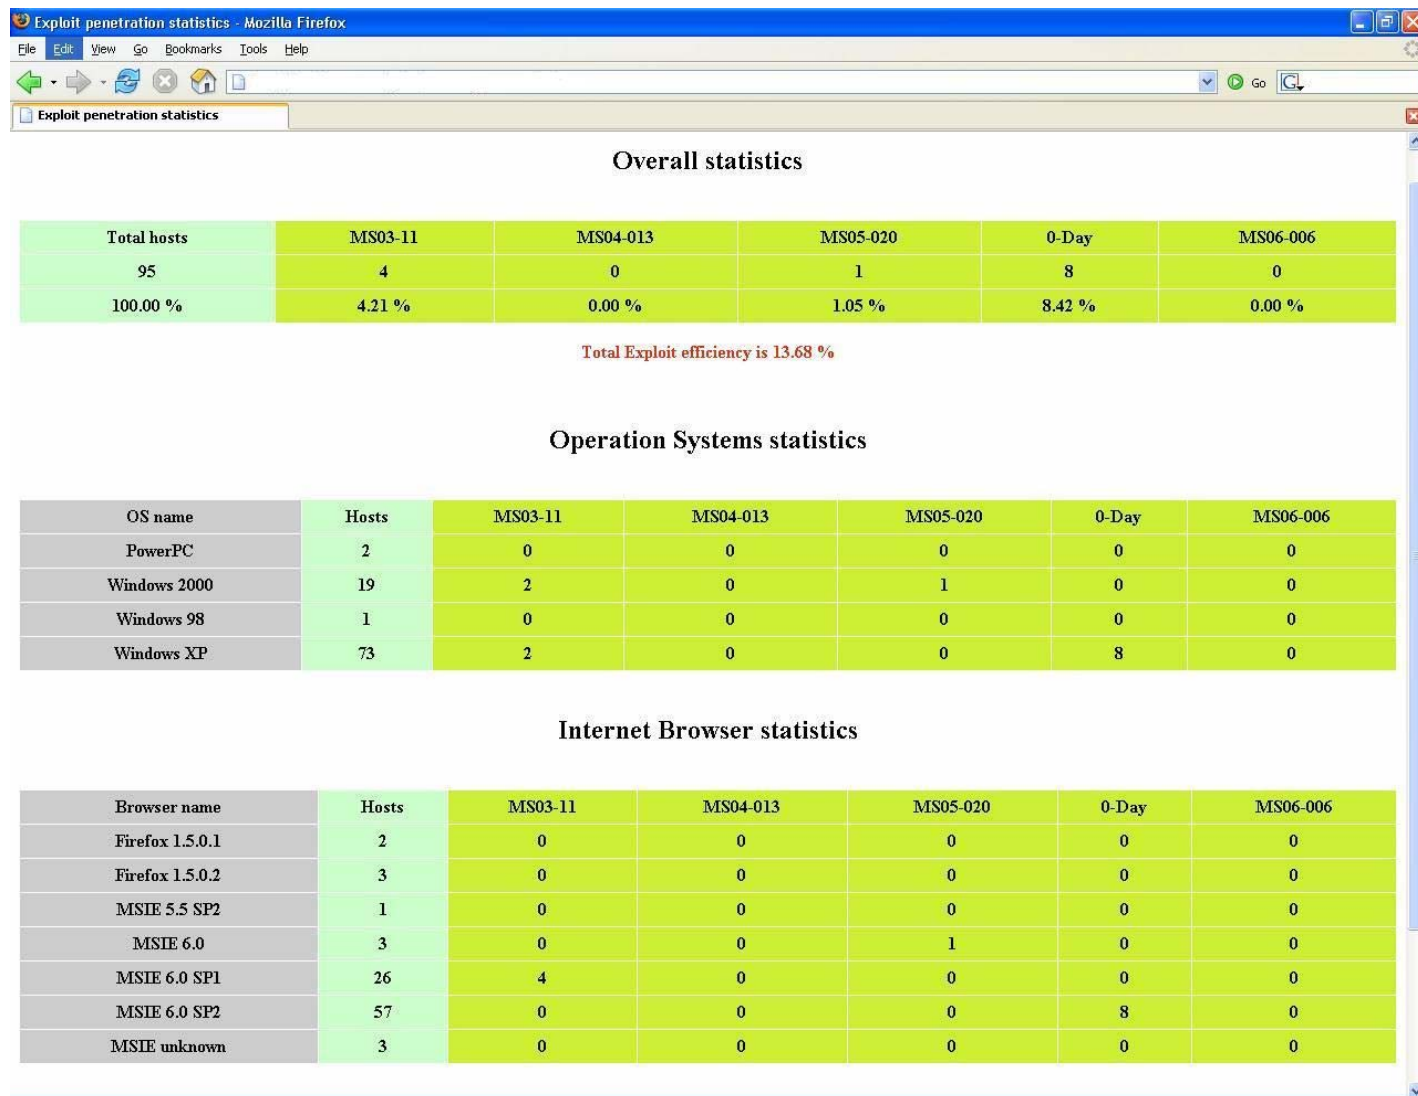 Exploit penetration statistics - Mozilla Firefox
File Edit View Go Bookmarks Tools Help
Go G
Exploit penetration statistics
Overall statistics
Total hosts MS03-11 MS04-013 MS05-020 0-Day MS06-006
95 4 0 1 8 0
100.00 % 4.21 % 0.00 % 1.05 % 8.42 % 0.00 %
Total Exploit efficiency is 13.68 %
Operation Systems statistics
OS name Hosts MS03-11 MS04-013 MS05-020 0-Day MS06-006
PowerPC 2 0 0 0 0 0
Windows 2000 19 2 0 1 0 0
Windows 98 1 0 0 0 0 0
Windows XP 73 2 0 0 8 0
Internet Browser statistics
Browser name Hosts MS03-11 MS04-013 MS05-020 0-Day MS06-006
Firefox 1.5.0.1 2 0 0 0 0 0
Firefox 1.5.0.2 3 0 0 0 0 0
MSIE 5.5 SP2 1 0 0 0 0 0
MSIE 6.0 3 0 0 1 0 0
MSIE 6.0 SP1 26 4 0 0 0 0
MSIE 6.0 SP2 57 0 0 0 8 0
MSIE unknown 3 0 0 0 0 0